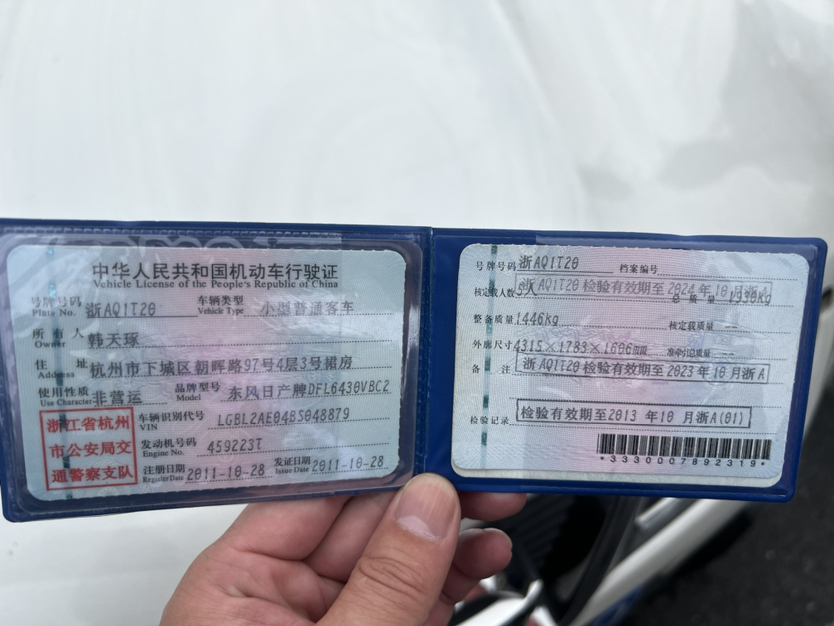 中华人民共和国机动车行驶证
Vehicle License of the People's Republic of China
号牌号码 浙AQ1T20 车辆类型 小型普通客车
Plate No. Vehicle Type
所有人 韩天琢
Owner
住址 杭州市下城区朝晖路97号4层3号裙房
Address
使用性质 非营运 品牌型号 东风日产牌DFL6430VBC2
Use Character Model
浙江省杭州
市公安局交
通警察支队
车辆识别代号 LGBL2AE04BS048879
VIN
发动机号码 459223T
Engine No.
注册日期 2011-10-28 发证日期 2011-10-28
Register Date Issue Date
号牌号码 浙AQ1T20 档案编号
浙AQ1T20 检验有效期至2024年10月浙A
核定载人数 5人 总质量 1930kg
整备质量 1446kg 核定载质量 --
外廓尺寸 4315×1783×1606 准牵引总质量 --
备注 浙AQ1T20 检验有效期至2023年10月浙A
检验记录 检验有效期至2013年10月浙A(01)
*3330007892319*